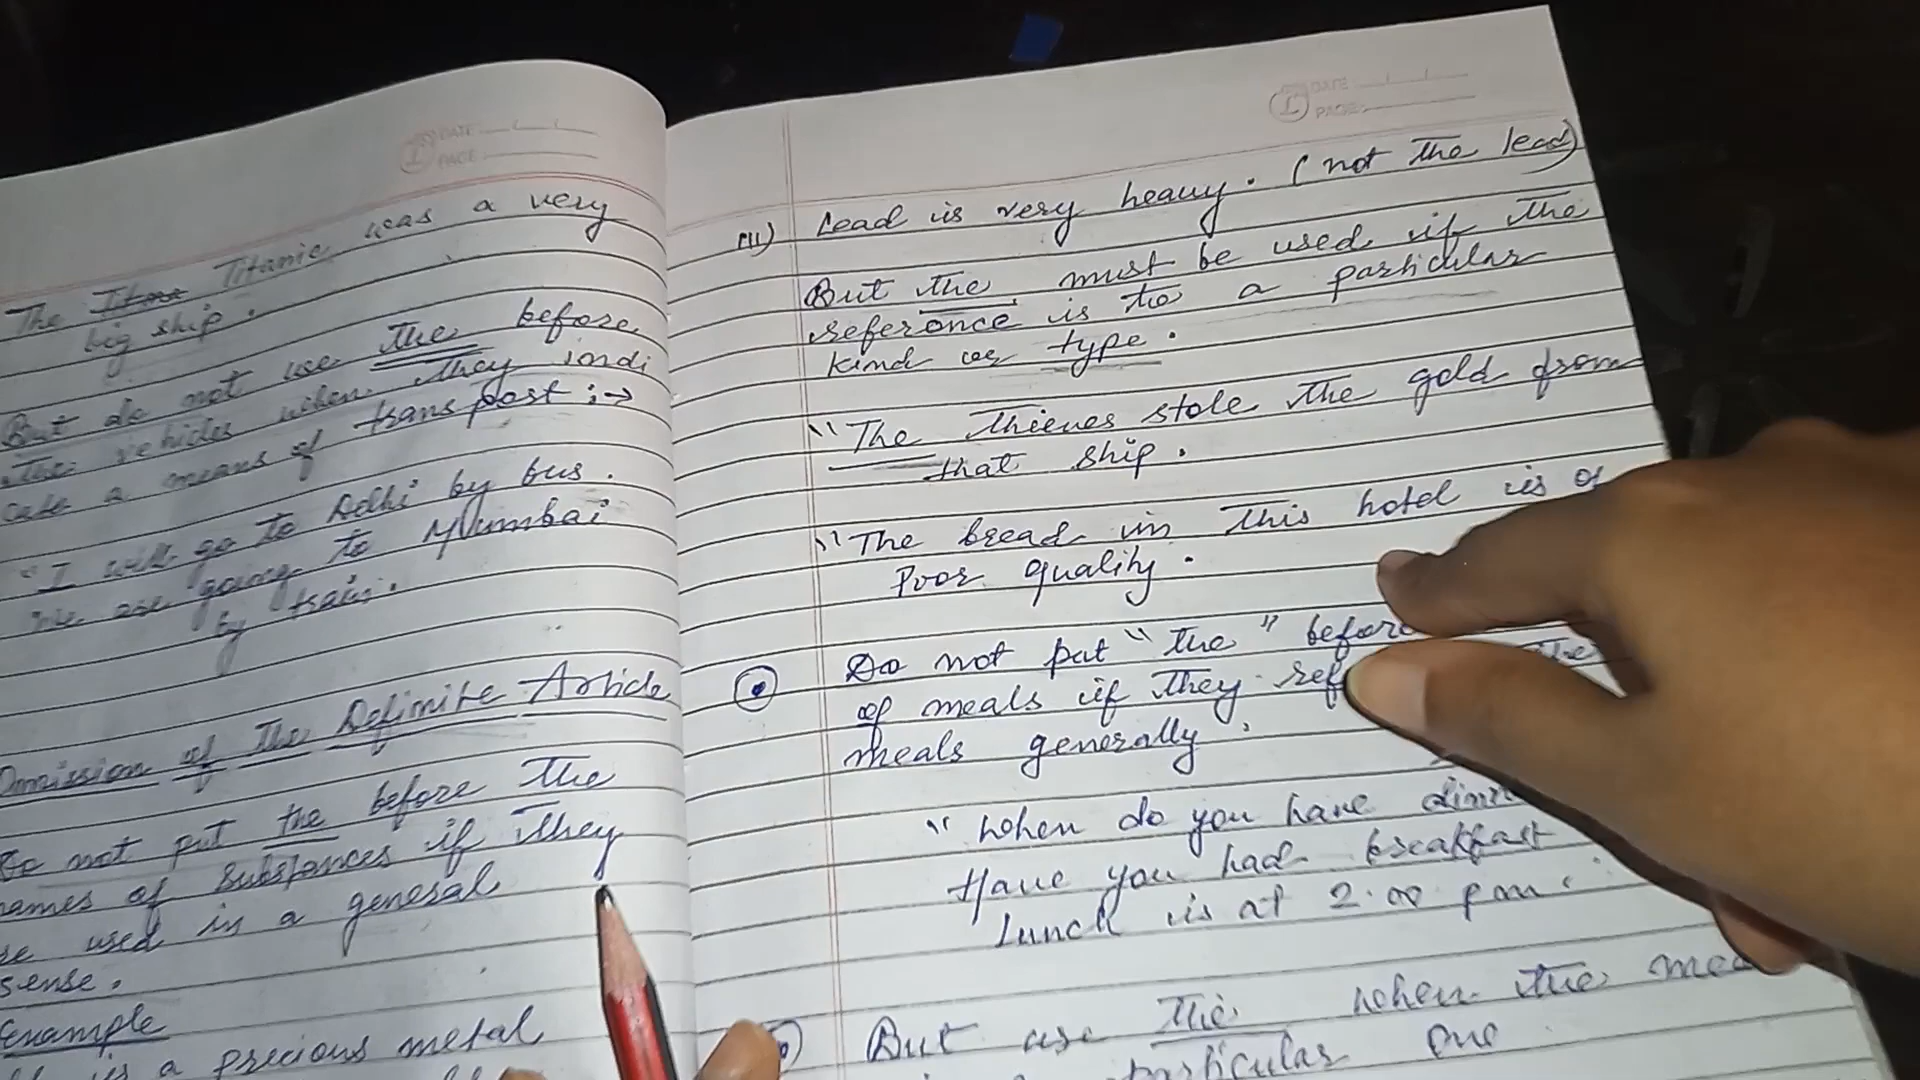 DATE
PAGE
The Titanic was a very
big ship.
But do not use the before
the vehicles when they indi
cate a means of transport :→
"I will go to Delhi by bus.
We are going to Mumbai
by train.
Omission of the Definite Article
Do not put the before the
names of substances if they
are used in a general
sense.
Example
is a precious metal
DATE
PAGE
(III) Lead is very heavy. (not the lead)
But the must be used if the
reference is to a particular
kind or type.
"The thieves stole the gold from
that ship.
"The bread in this hotel is of
Poor quality.
Do not put "the" before
of meals if they the
meals generally.
"When do you have
Have you had breakfast
Lunch is at 2.00 pm.
But use the when the
particular one